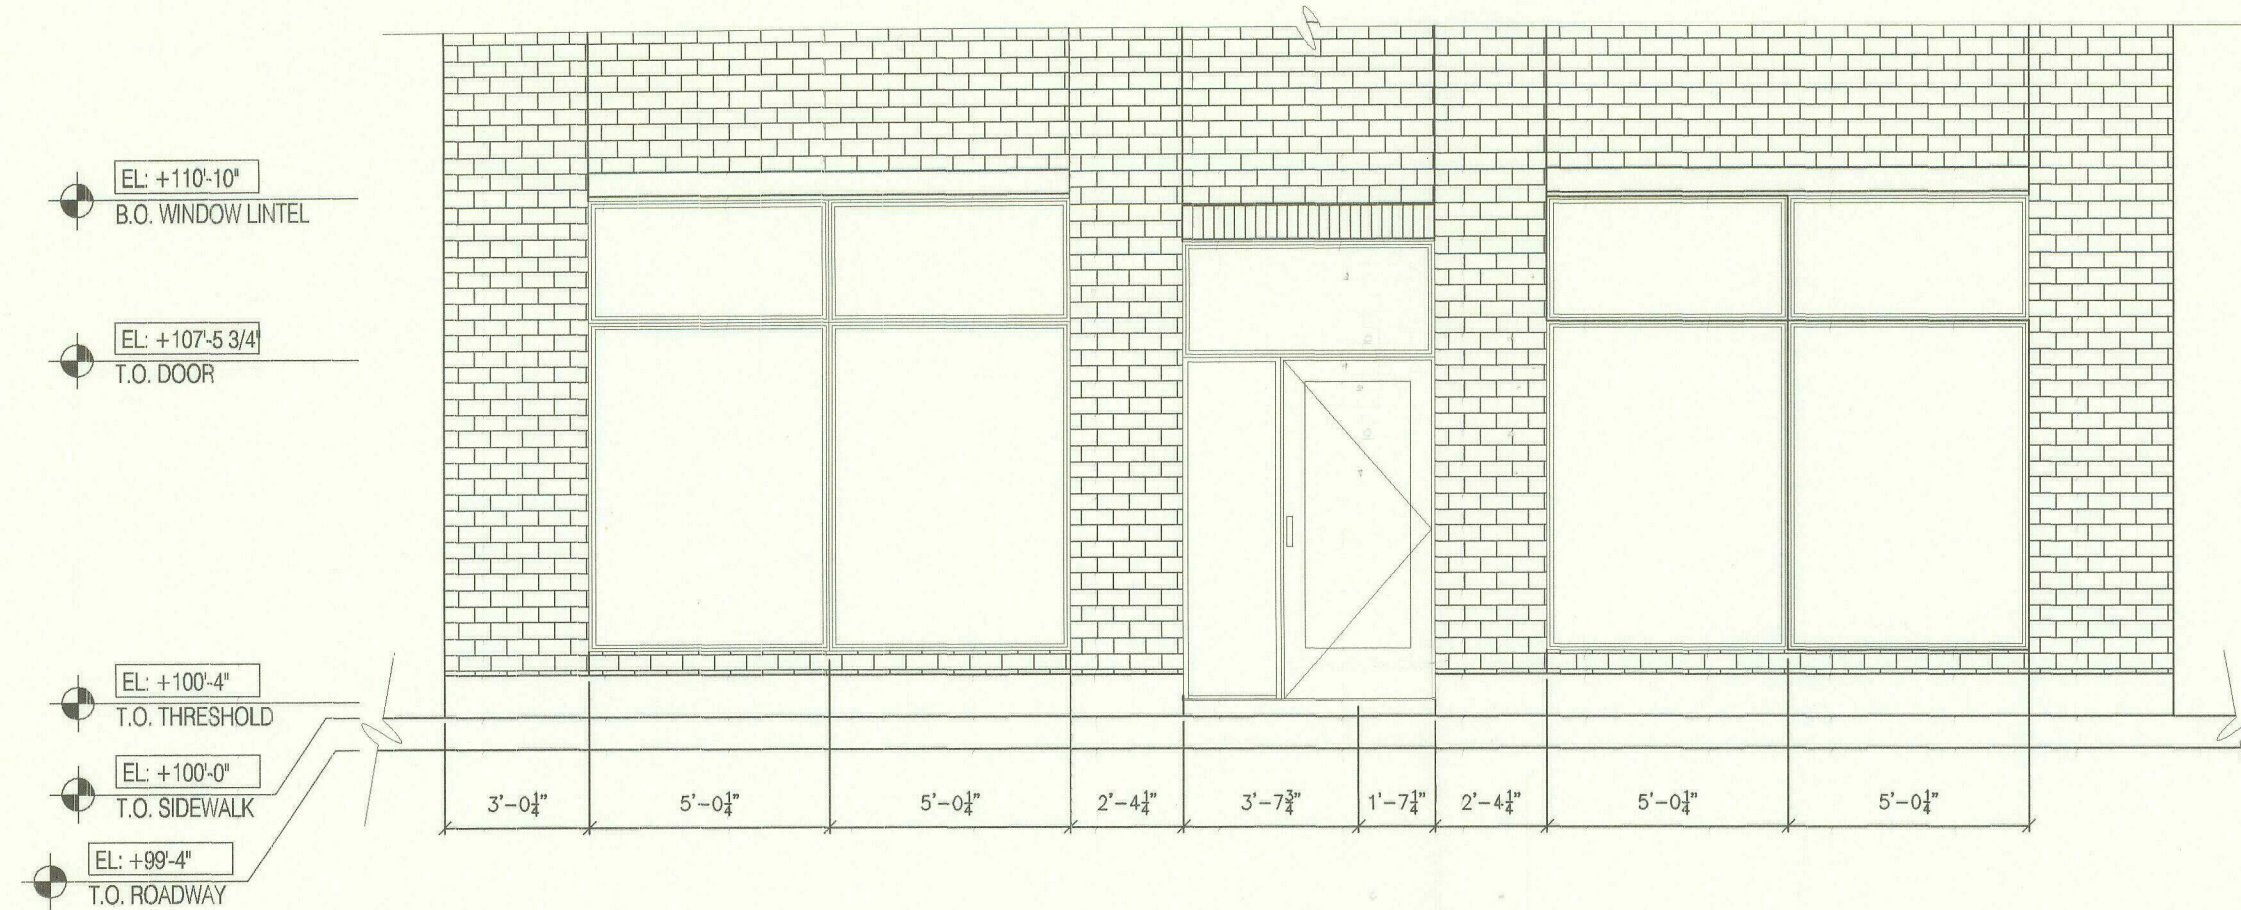 EL: +110'-10"
B.O. WINDOW LINTEL
EL: +107'-5 3/4"
T.O. DOOR
EL: +100'-4"
T.O. THRESHOLD
EL: +100'-0"
T.O. SIDEWALK
EL: +99'-4"
T.O. ROADWAY
3'-0¼" 5'-0¼" 5'-0¼" 2'-4¼" 3'-7¾" 1'-7¼" 2'-4¼" 5'-0¼" 5'-0¼"